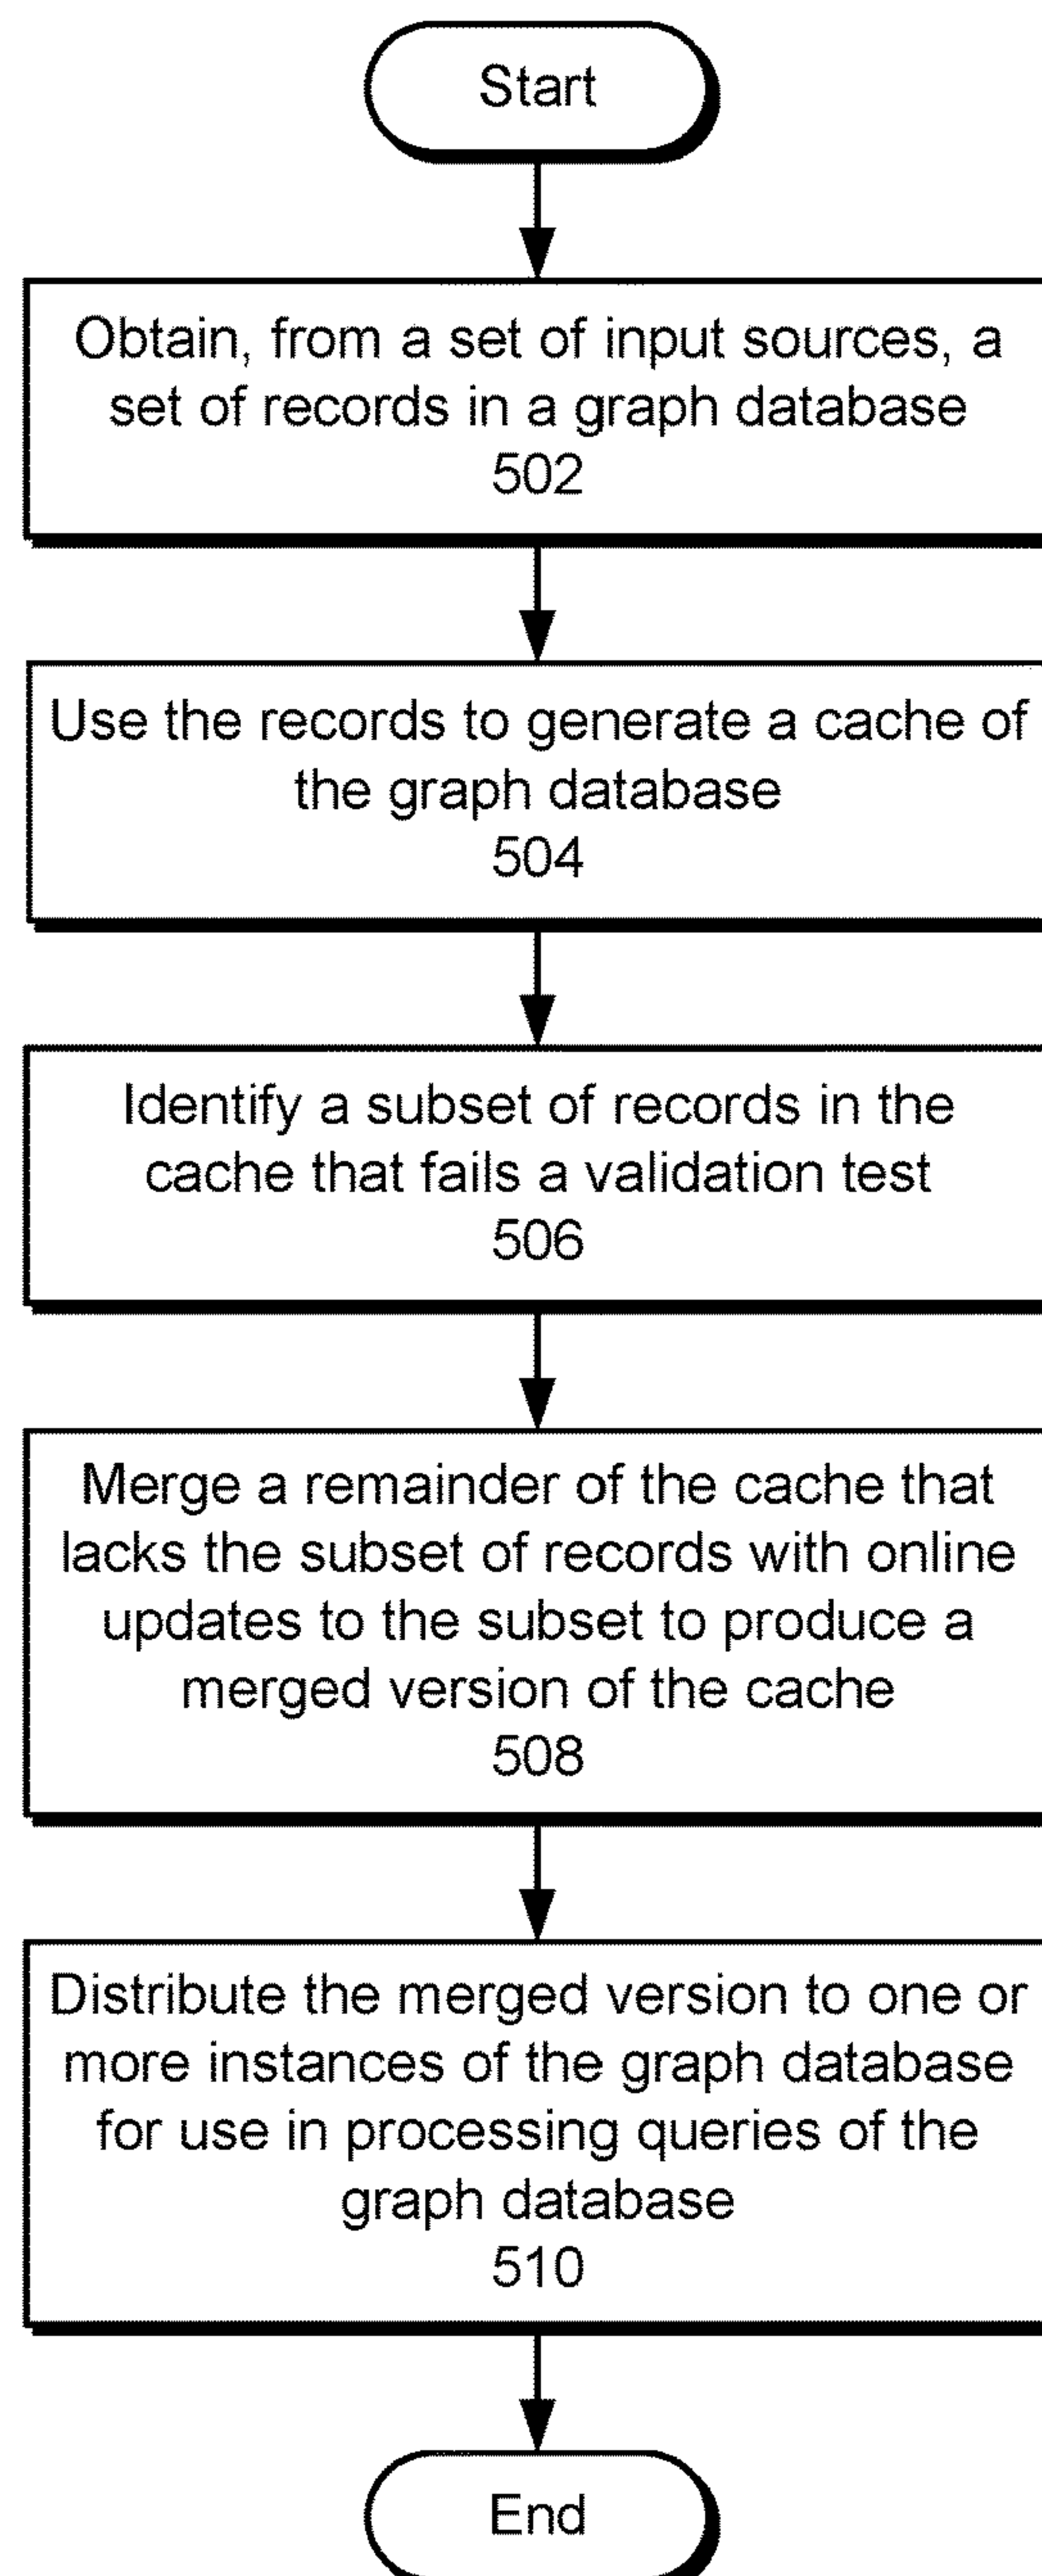 Start
Obtain, from a set of input sources, a
set of records in a graph database
502
Use the records to generate a cache of
the graph database
504
Identify a subset of records in the
cache that fails a validation test
506
Merge a remainder of the cache that
lacks the subset of records with online
updates to the subset to produce a
merged version of the cache
508
Distribute the merged version to one or
more instances of the graph database
for use in processing queries of the
graph database
510
End